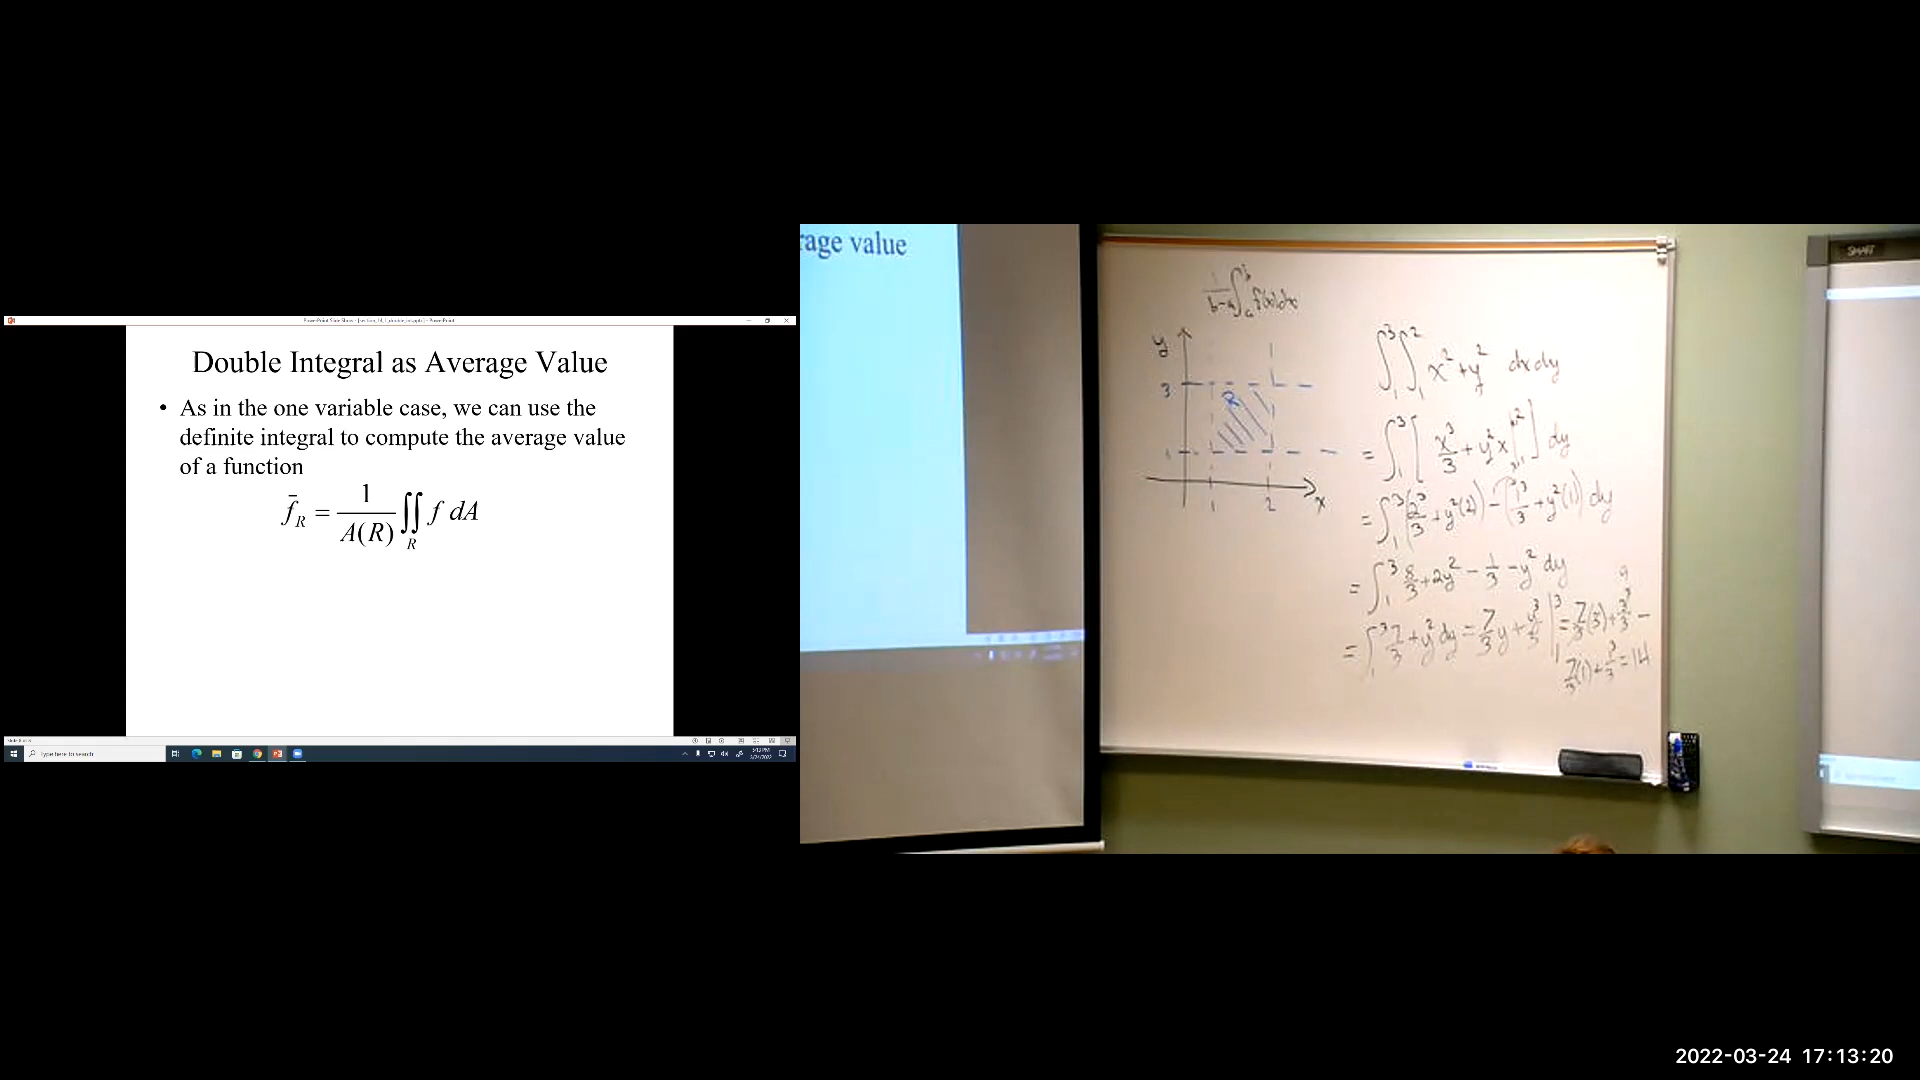 Double Integral as Average Value
• As in the one variable case, we can use the
definite integral to compute the average value
of a function
f̄_R = 1/A(R) ∬_R f dA
Type here to search
rage value
1/(b-a) ∫_a^b f(x)dx
y
3
R
1
1 2 x
∫_1^3 ∫_1^2 x² + y² dx dy
= ∫_1^3 [ x³/3 + y²x |^2 ] dy
= ∫_1^3 (2³/3 + y²(2)) - (1³/3 + y²(1)) dy
= ∫_1^3 8/3 + 2y² - 1/3 - y² dy
= ∫_1^3 7/3 + y² dy = 7/3 y + y³/3 |_1^3 = 7/3(3) + 3³/3 -
7/3(1) + 1³/3 = 14
SMART
2022-03-24 17:13:20